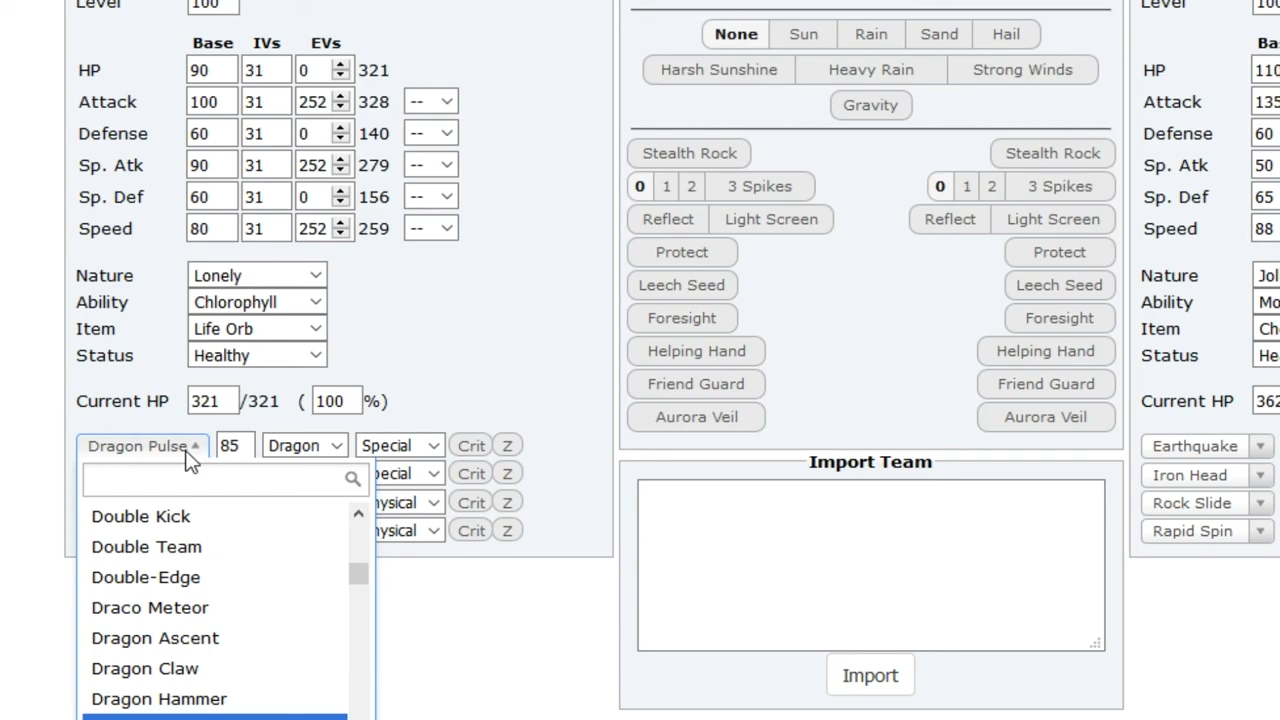 Level 100
Base IVs EVs
HP 90 31 0 321
Attack 100 31 252 328 --
Defense 60 31 0 140 --
Sp. Atk 90 31 252 279 --
Sp. Def 60 31 0 156 --
Speed 80 31 252 259 --
Nature Lonely
Ability Chlorophyll
Item Life Orb
Status Healthy
Current HP 321 /321 ( 100 %)
Dragon Pulse 85 Dragon Special Crit Z
pecial Crit Z
nysical Crit Z
ysical Crit Z
Double Kick
Double Team
Double-Edge
Draco Meteor
Dragon Ascent
Dragon Claw
Dragon Hammer
None Sun Rain Sand Hail
Harsh Sunshine Heavy Rain Strong Winds
Gravity
Stealth Rock Stealth Rock
0 1 2 3 Spikes 0 1 2 3 Spikes
Reflect Light Screen Reflect Light Screen
Protect Protect
Leech Seed Leech Seed
Foresight Foresight
Helping Hand Helping Hand
Friend Guard Friend Guard
Aurora Veil Aurora Veil
Import Team
Import
Level 100
Ba
HP 110
Attack 135
Defense 60
Sp. Atk 50
Sp. Def 65
Speed 88
Nature Jol
Ability Mo
Item Ch
Status He
Current HP 362
Earthquake
Iron Head
Rock Slide
Rapid Spin